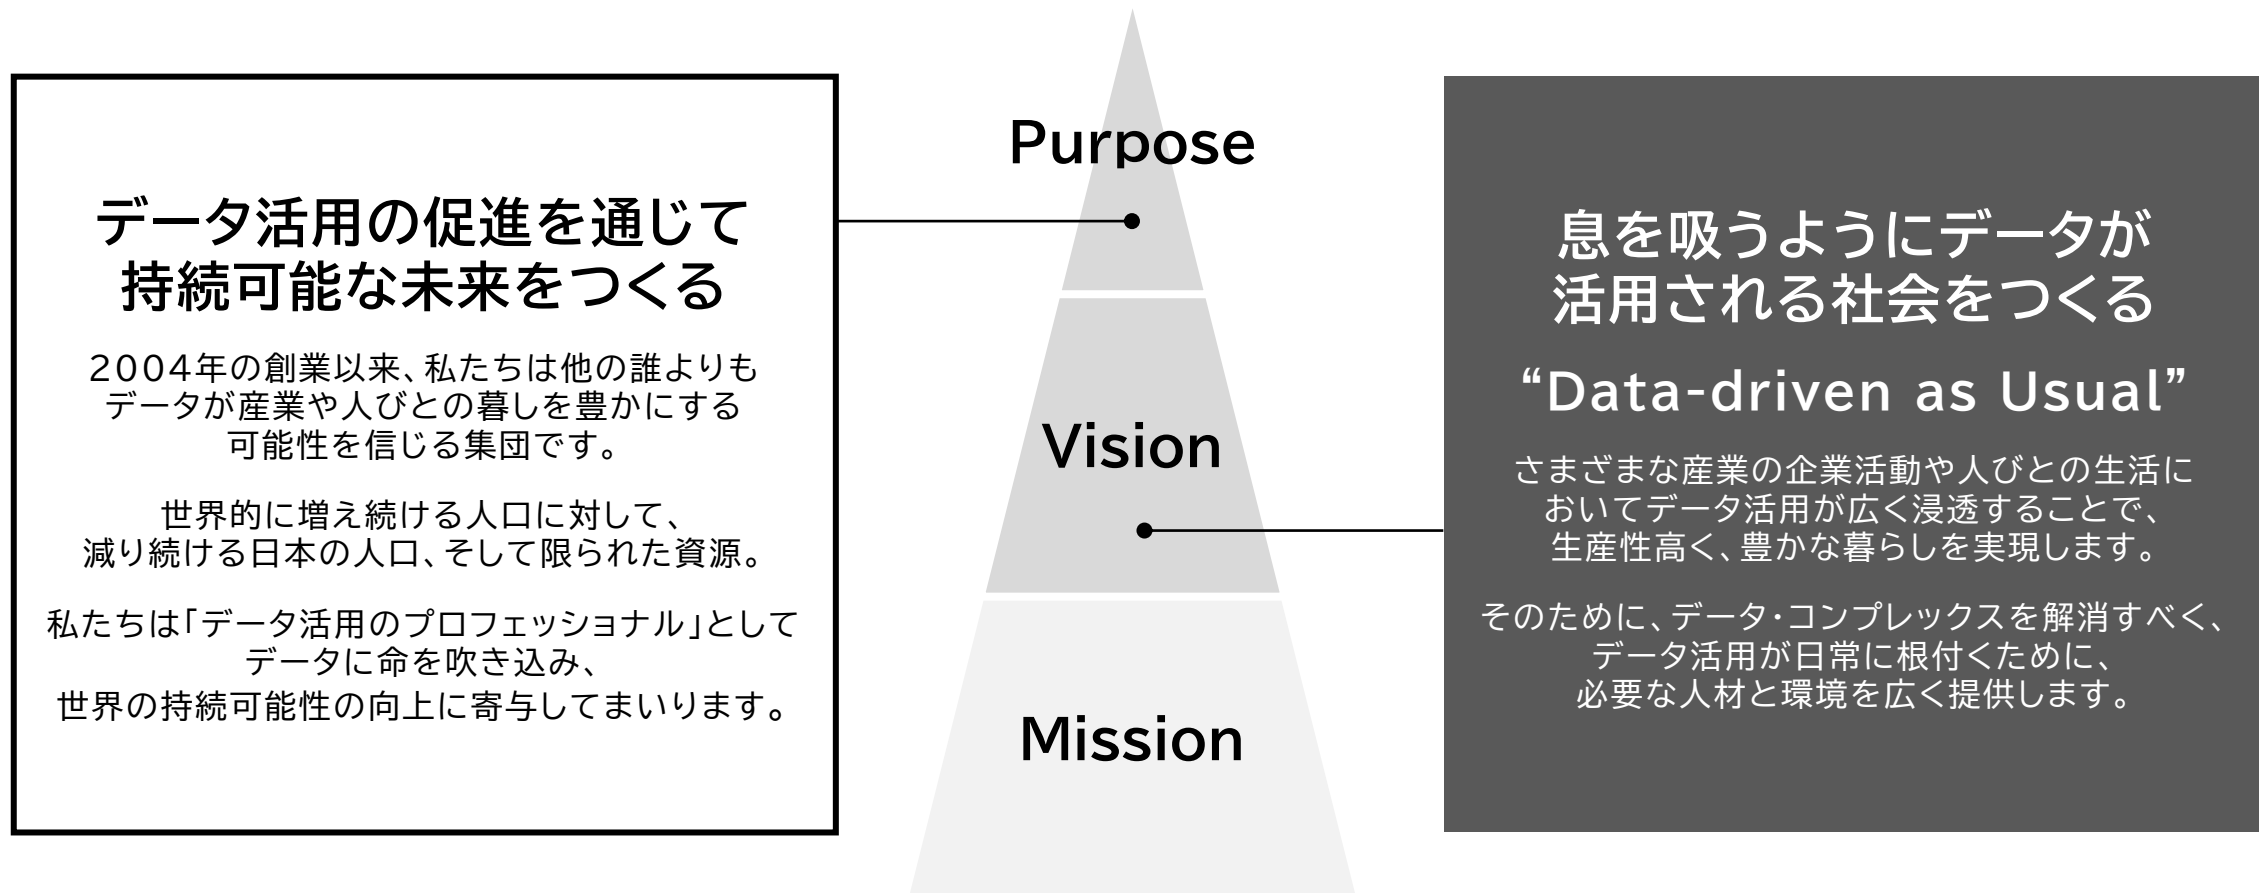 データ活用の促進を通じて
持続可能な未来をつくる
2004年の創業以来、私たちは他の誰よりも
データが産業や人びとの暮しを豊かにする
可能性を信じる集団です。
世界的に増え続ける人口に対して、
減り続ける日本の人口、そして限られた資源。
私たちは「データ活用のプロフェッショナル」として
データに命を吹き込み、
世界の持続可能性の向上に寄与してまいります。
Purpose
Vision
Mission
息を吸うようにデータが
活用される社会をつくる
“Data-driven as Usual”
さまざまな産業の企業活動や人びとの生活に
おいてデータ活用が広く浸透することで、
生産性高く、豊かな暮らしを実現します。
そのために、データ・コンプレックスを解消すべく、
データ活用が日常に根付くために、
必要な人材と環境を広く提供します。